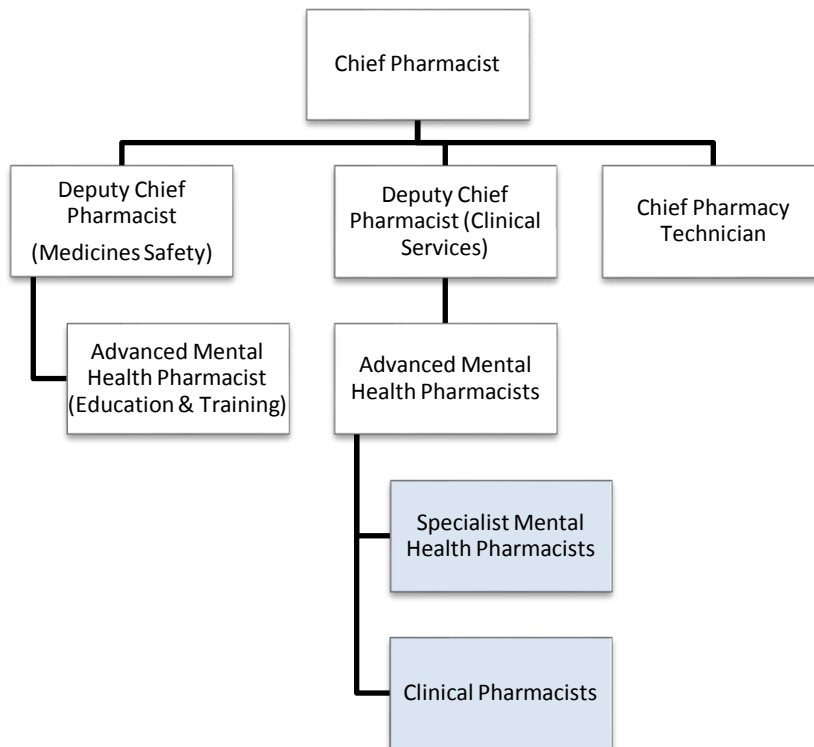 Chief Pharmacist
Deputy Chief
Pharmacist
(Medicines Safety)
Deputy Chief
Pharmacist (Clinical
Services)
Chief Pharmacy
Technician
Advanced Mental
Health Pharmacist
(Education & Training)
Advanced Mental
Health Pharmacists
Specialist Mental
Health Pharmacists
Clinical Pharmacists